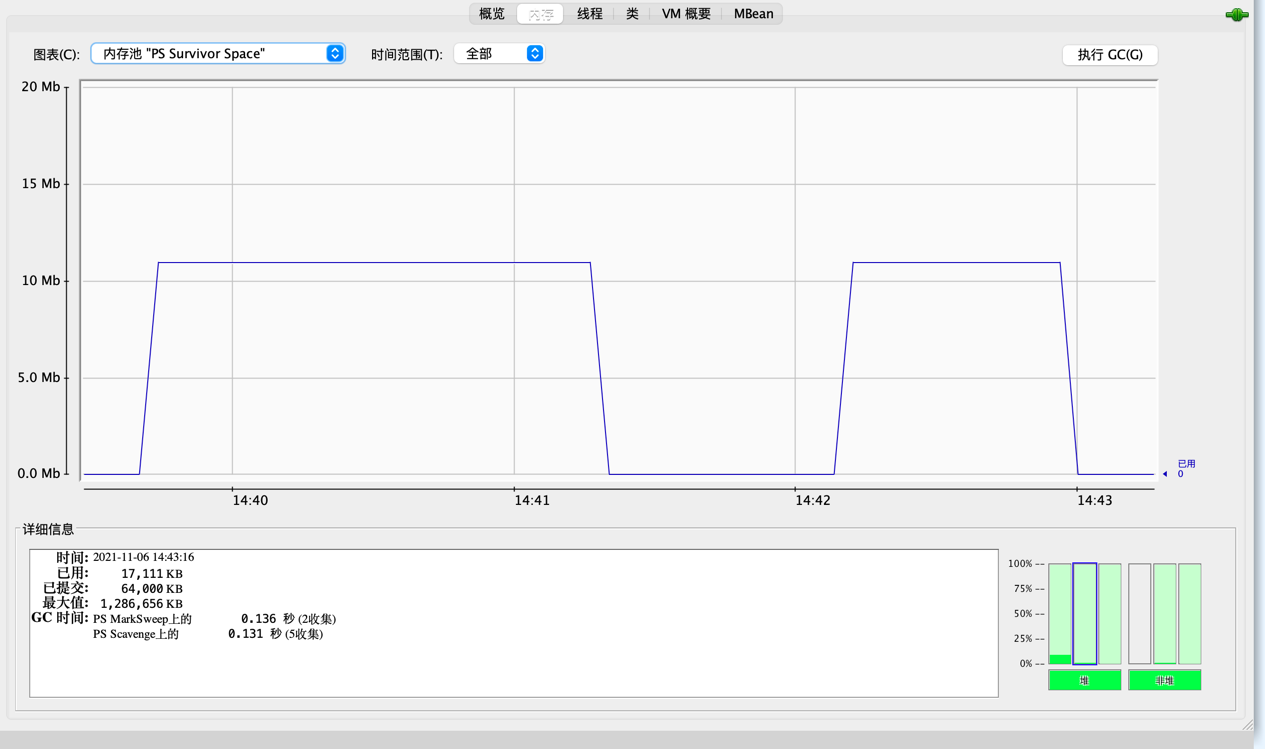 概览 内存 线程 类 VM 概要 MBean
图表(C): 内存池 "PS Survivor Space" 时间范围(T): 全部 执行 GC(G)
20 Mb
15 Mb
10 Mb
5.0 Mb
0.0 Mb
已用
0
14:40 14:41 14:42 14:43
详细信息
时间: 2021-11-06 14:43:16
已用: 17,111 KB
已提交: 64,000 KB
最大值: 1,286,656 KB
GC 时间: PS MarkSweep上的 0.136 秒 (2收集)
PS Scavenge上的 0.131 秒 (5收集)
100% --
75% --
50% --
25% --
0% --
堆 非堆